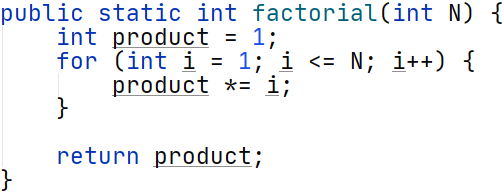 public static int factorial(int N) {
    int product = 1;
    for (int i = 1; i <= N; i++) {
        product *= i;
    }

    return product;
}